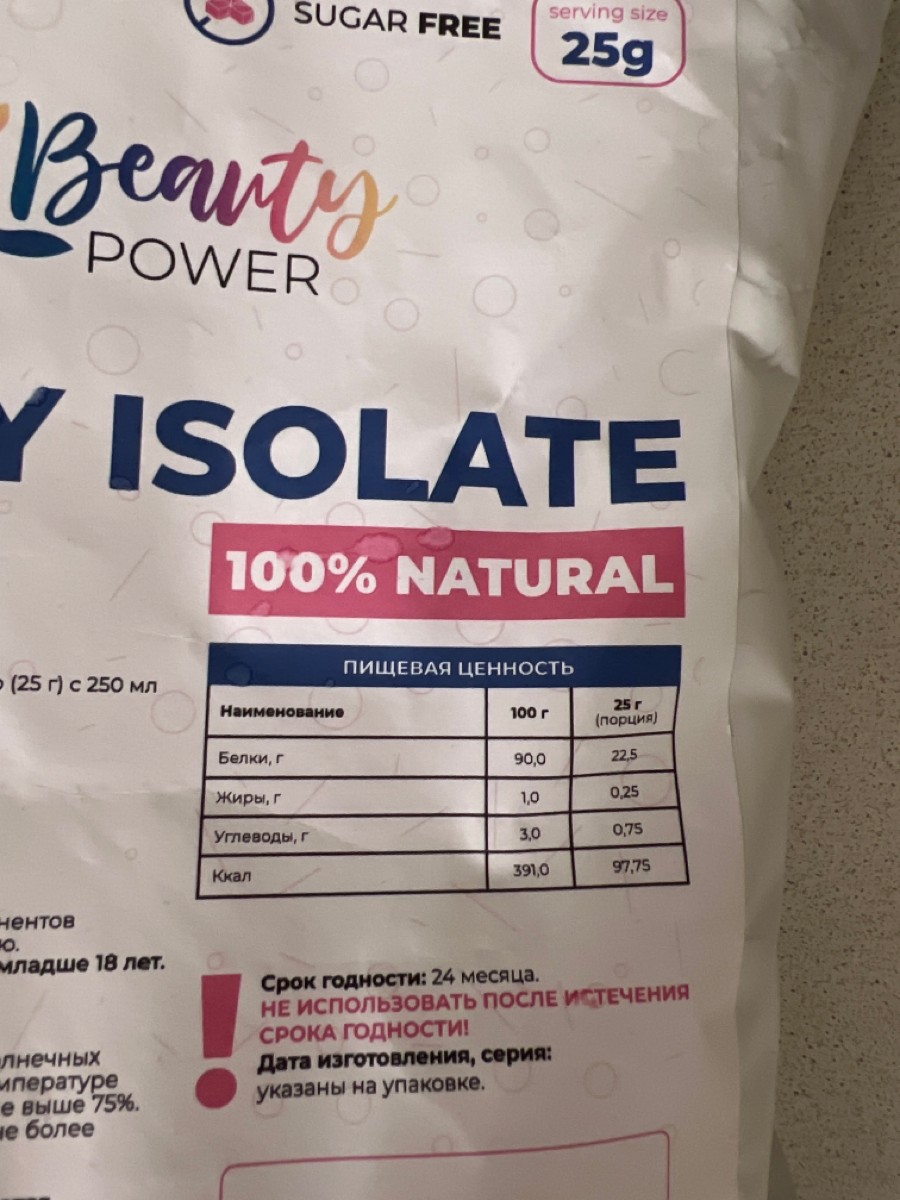 SUGAR FREE
serving size
25g
Beauty
POWER
Y ISOLATE
100% NATURAL
(25 г) с 250 мл
ПИЩЕВАЯ ЦЕННОСТЬ
Наименование 100 г 25 г (порция)
Белки, г 90,0 22,5
Жиры, г 1,0 0,25
Углеводы, г 3,0 0,75
Ккал 391,0 97,75
младше 18 лет.
Срок годности: 24 месяца.
НЕ ИСПОЛЬЗОВАТЬ ПОСЛЕ ИСТЕЧЕНИЯ
СРОКА ГОДНОСТИ!
Дата изготовления, серия:
указаны на упаковке.
е выше 75%.
не более